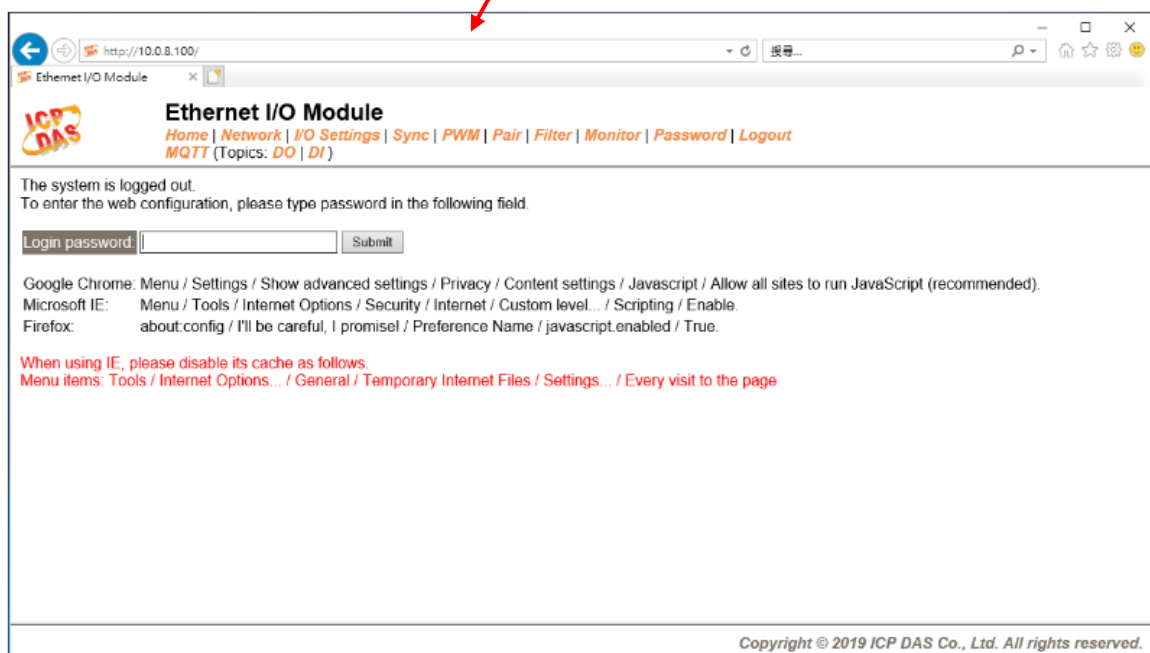 http://10.0.8.100/
搜尋...
Ethernet I/O Module
ICP DAS
Ethernet I/O Module
Home | Network | I/O Settings | Sync | PWM | Pair | Filter | Monitor | Password | Logout
MQTT (Topics: DO | DI )
The system is logged out.
To enter the web configuration, please type password in the following field.
Login password: Submit
Google Chrome: Menu / Settings / Show advanced settings / Privacy / Content settings / Javascript / Allow all sites to run JavaScript (recommended).
Microsoft IE: Menu / Tools / Internet Options / Security / Internet / Custom level... / Scripting / Enable.
Firefox: about:config / I'll be careful, I promise! / Preference Name / javascript.enabled / True.
When using IE, please disable its cache as follows.
Menu items: Tools / Internet Options... / General / Temporary Internet Files / Settings... / Every visit to the page
Copyright © 2019 ICP DAS Co., Ltd. All rights reserved.